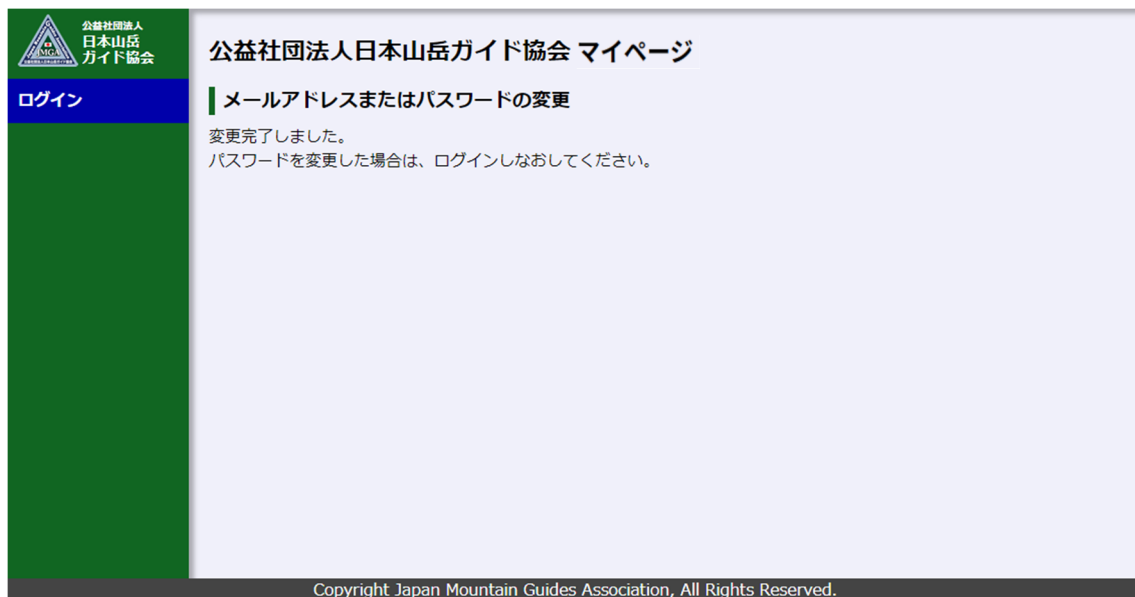 公益社団法人
日本山岳
ガイド協会
ログイン
公益社団法人日本山岳ガイド協会 マイページ
メールアドレスまたはパスワードの変更
変更完了しました。
パスワードを変更した場合は、ログインしなおしてください。
Copyright Japan Mountain Guides Association, All Rights Reserved.